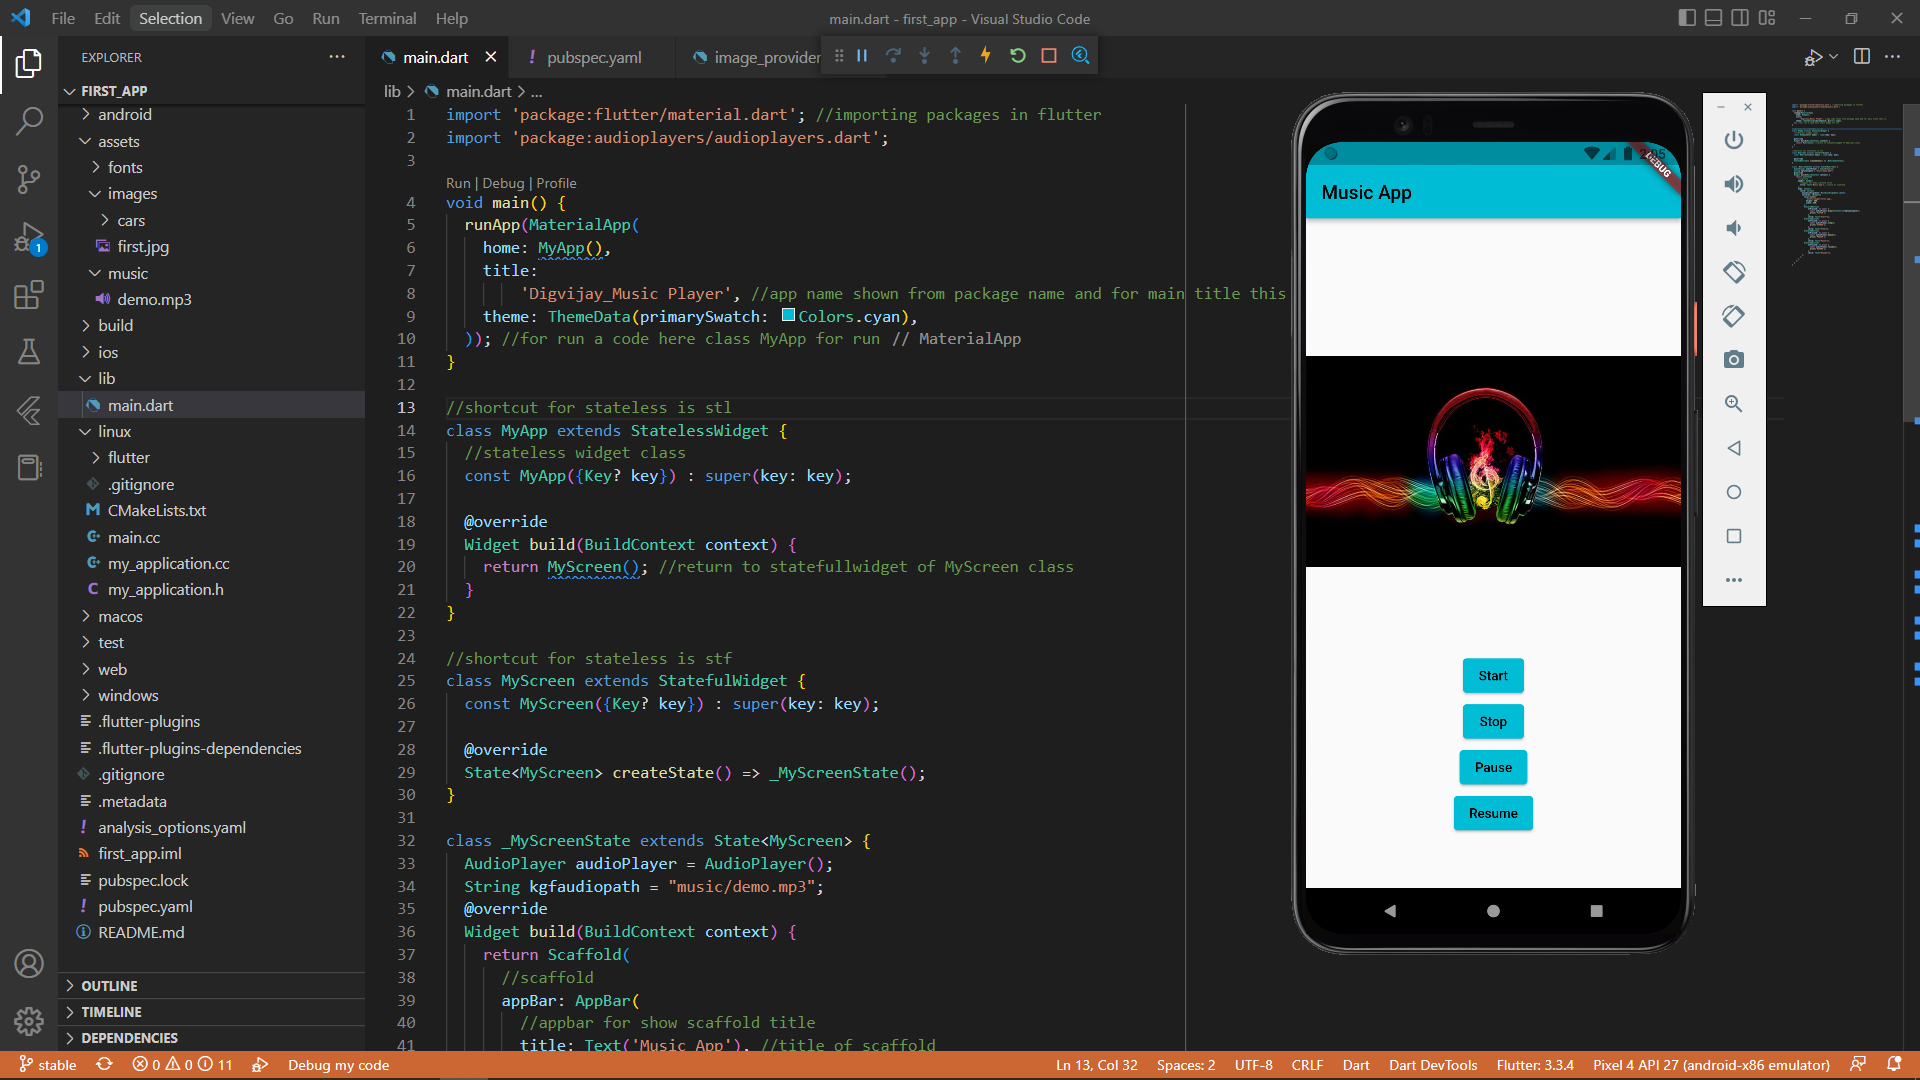 File Edit Selection View Go Run Terminal Help
main.dart - first_app - Visual Studio Code
EXPLORER
main.dart
pubspec.yaml
image_provider
FIRST_APP
android
assets
fonts
images
cars
first.jpg
music
demo.mp3
build
ios
lib
main.dart
linux
flutter
.gitignore
CMakeLists.txt
main.cc
my_application.cc
my_application.h
macos
test
web
windows
.flutter-plugins
.flutter-plugins-dependencies
.gitignore
.metadata
analysis_options.yaml
first_app.iml
pubspec.lock
pubspec.yaml
README.md
OUTLINE
TIMELINE
DEPENDENCIES
lib > main.dart > ...
1 import 'package:flutter/material.dart'; //importing packages in flutter
2 import 'package:audioplayers/audioplayers.dart';
3
Run | Debug | Profile
4 void main() {
5 runApp(MaterialApp(
6 home: MyApp(),
7 title:
8 'Digvijay_Music Player', //app name shown from package name and for main title this
9 theme: ThemeData(primarySwatch: Colors.cyan),
10 )); //for run a code here class MyApp for run // MaterialApp
11 }
12
13 //shortcut for stateless is stl
14 class MyApp extends StatelessWidget {
15 //stateless widget class
16 const MyApp({Key? key}) : super(key: key);
17
18 @override
19 Widget build(BuildContext context) {
20 return MyScreen(); //return to statefullwidget of MyScreen class
21 }
22 }
23
24 //shortcut for stateless is stf
25 class MyScreen extends StatefulWidget {
26 const MyScreen({Key? key}) : super(key: key);
27
28 @override
29 State<MyScreen> createState() => _MyScreenState();
30 }
31
32 class _MyScreenState extends State<MyScreen> {
33 AudioPlayer audioPlayer = AudioPlayer();
34 String kgfaudiopath = "music/demo.mp3";
35 @override
36 Widget build(BuildContext context) {
37 return Scaffold(
38 //scaffold
39 appBar: AppBar(
40 //appbar for show scaffold title
41 title: Text('Music App'), //title of scaffold
DEBUG
Music App
Start
Stop
Pause
Resume
1
stable 0 0 11 Debug my code
Ln 13, Col 32 Spaces: 2 UTF-8 CRLF Dart Dart DevTools Flutter: 3.3.4 Pixel 4 API 27 (android-x86 emulator)